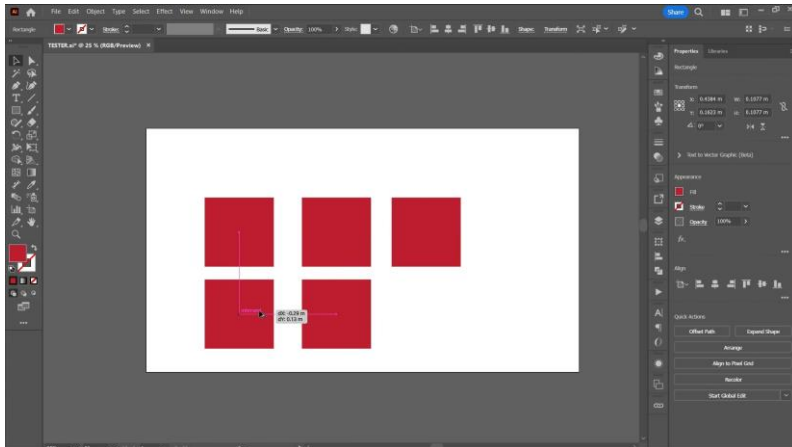 File Edit Object Type Select Effect View Window Help
Share
Rectangle
Stroke:
Basic
Opacity: 100%
Style:
Shape:
Transform
TESTER.ai* @ 25 % (RGB/Preview) ×
Properties Libraries
Rectangle
Transform
X: 0.4384 m
W: 0.1977 m
Y: 0.1623 m
0.1977 m
0°
Text to Vector Graphic (Beta)
Appearance
Fill
Stroke
Opacity 100%
fx.
Align
Quick Actions
Offset Path
Expand Shape
Arrange
Align to Pixel Grid
Recolor
Start Global Edit
dX: -0.29 m
dY: 0.13 m